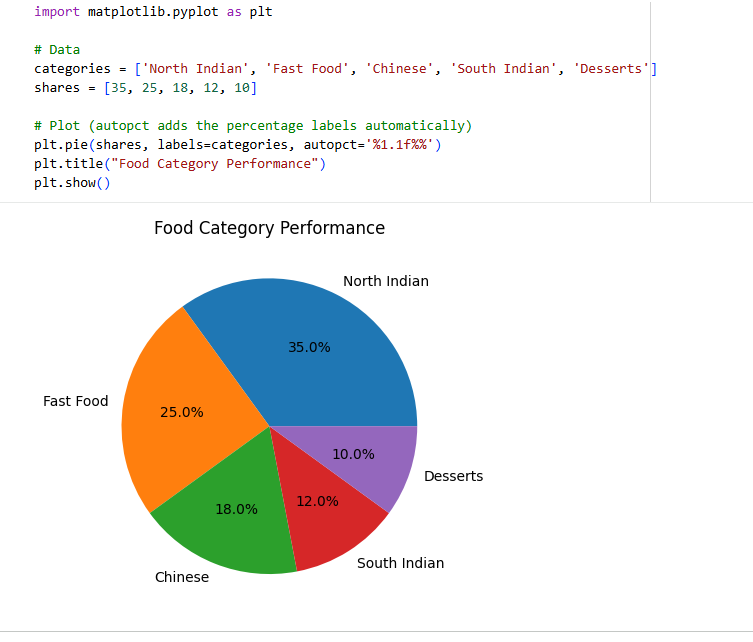 import matplotlib.pyplot as plt
# Data
categories = ['North Indian', 'Fast Food', 'Chinese', 'South Indian', 'Desserts']
shares = [35, 25, 18, 12, 10]
# Plot (autopct adds the percentage labels automatically)
plt.pie(shares, labels=categories, autopct='%1.1f%%')
plt.title("Food Category Performance")
plt.show()
Food Category Performance
North Indian
35.0%
Fast Food
25.0%
10.0%
Desserts
12.0%
18.0%
South Indian
Chinese